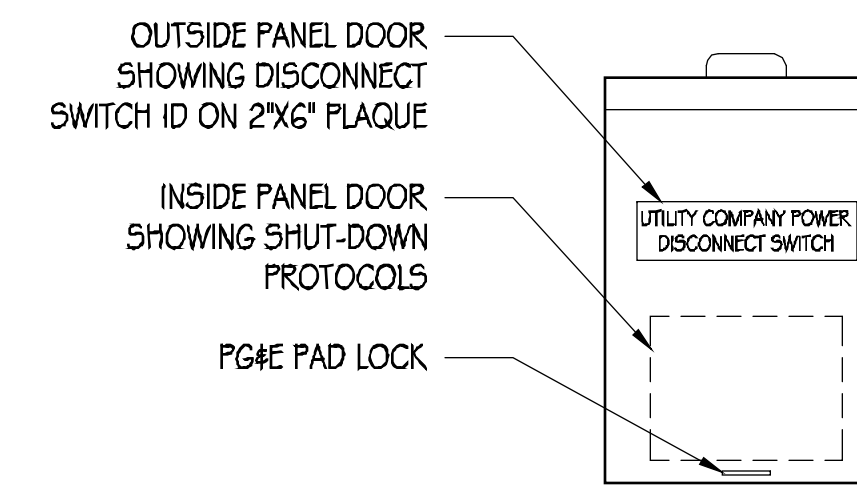 OUTSIDE PANEL DOOR
SHOWING DISCONNECT
SWITCH ID ON 2"X6" PLAQUE
INSIDE PANEL DOOR
SHOWING SHUT-DOWN
PROTOCOLS
PG&E PAD LOCK
UTILITY COMPANY POWER
DISCONNECT SWITCH